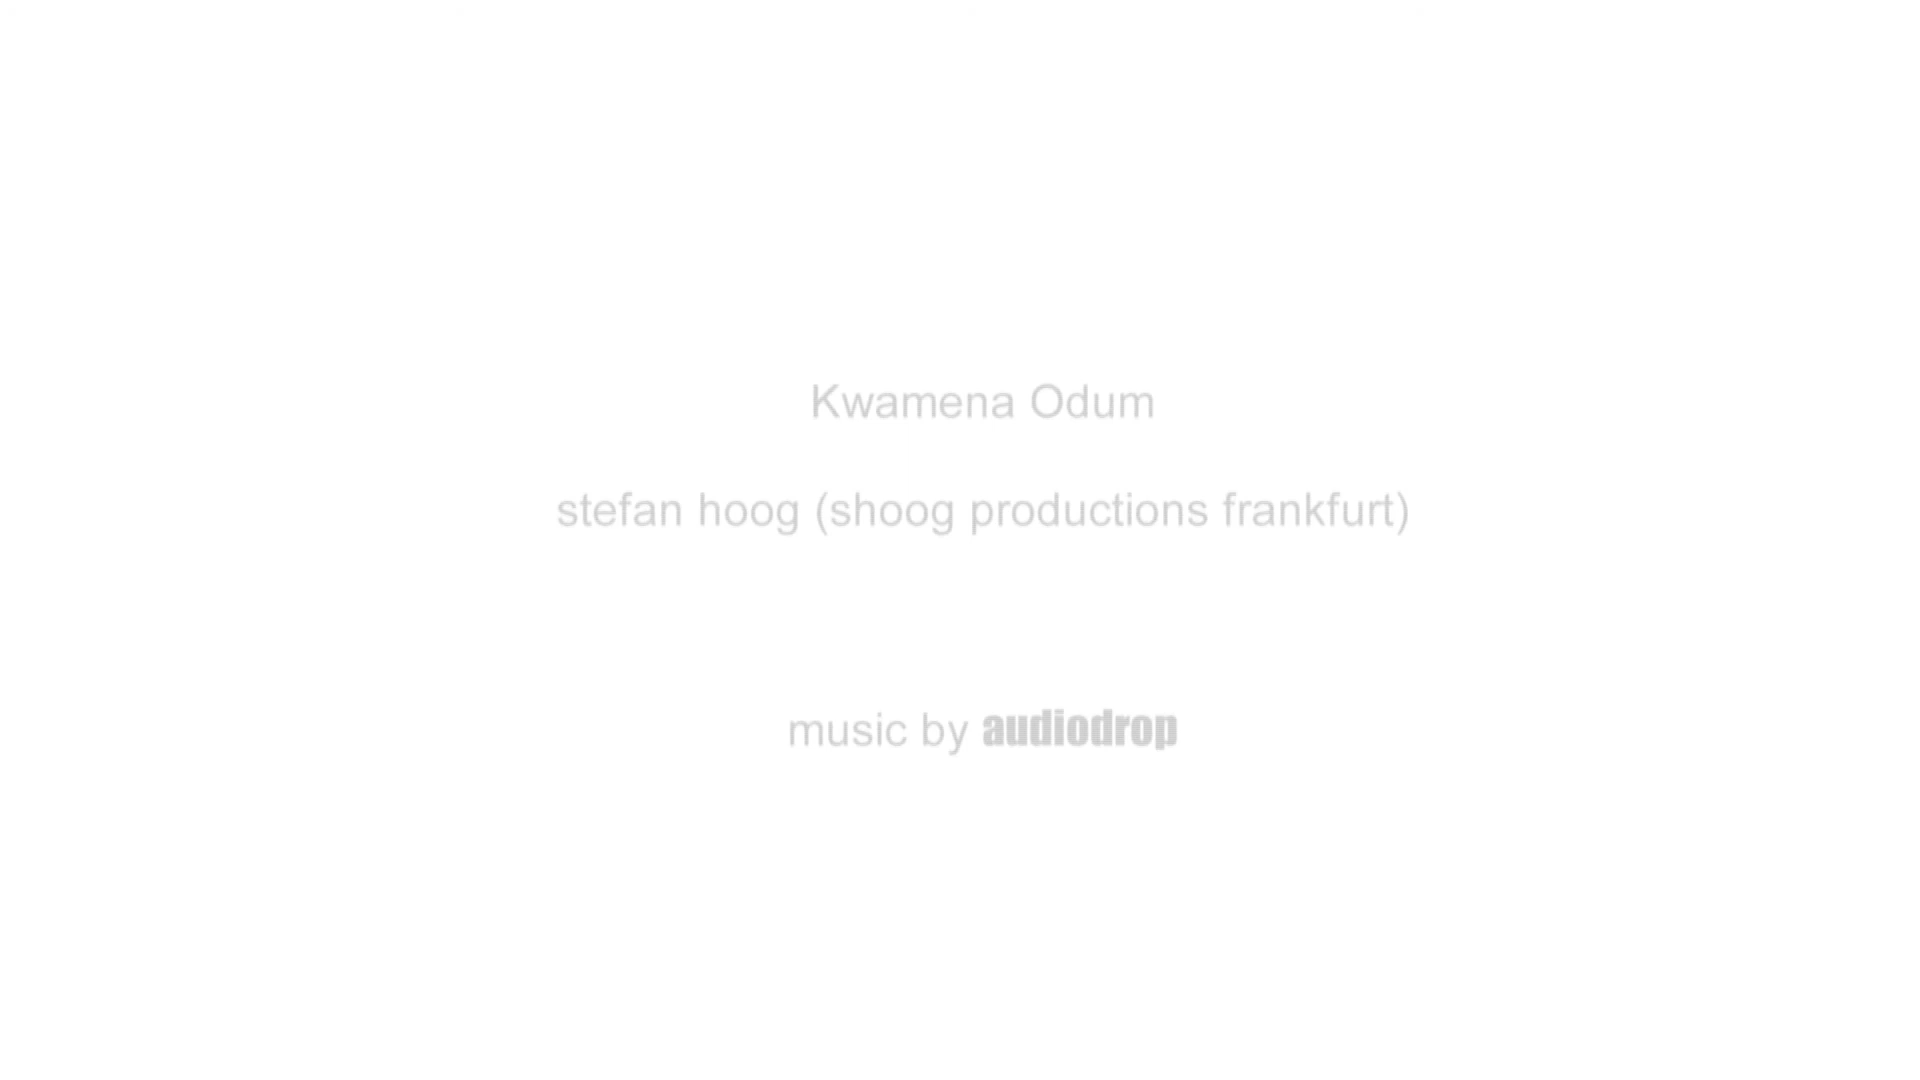 Kwamena Odum
stefan hoog (shoog productions frankfurt)
music by audiodrop